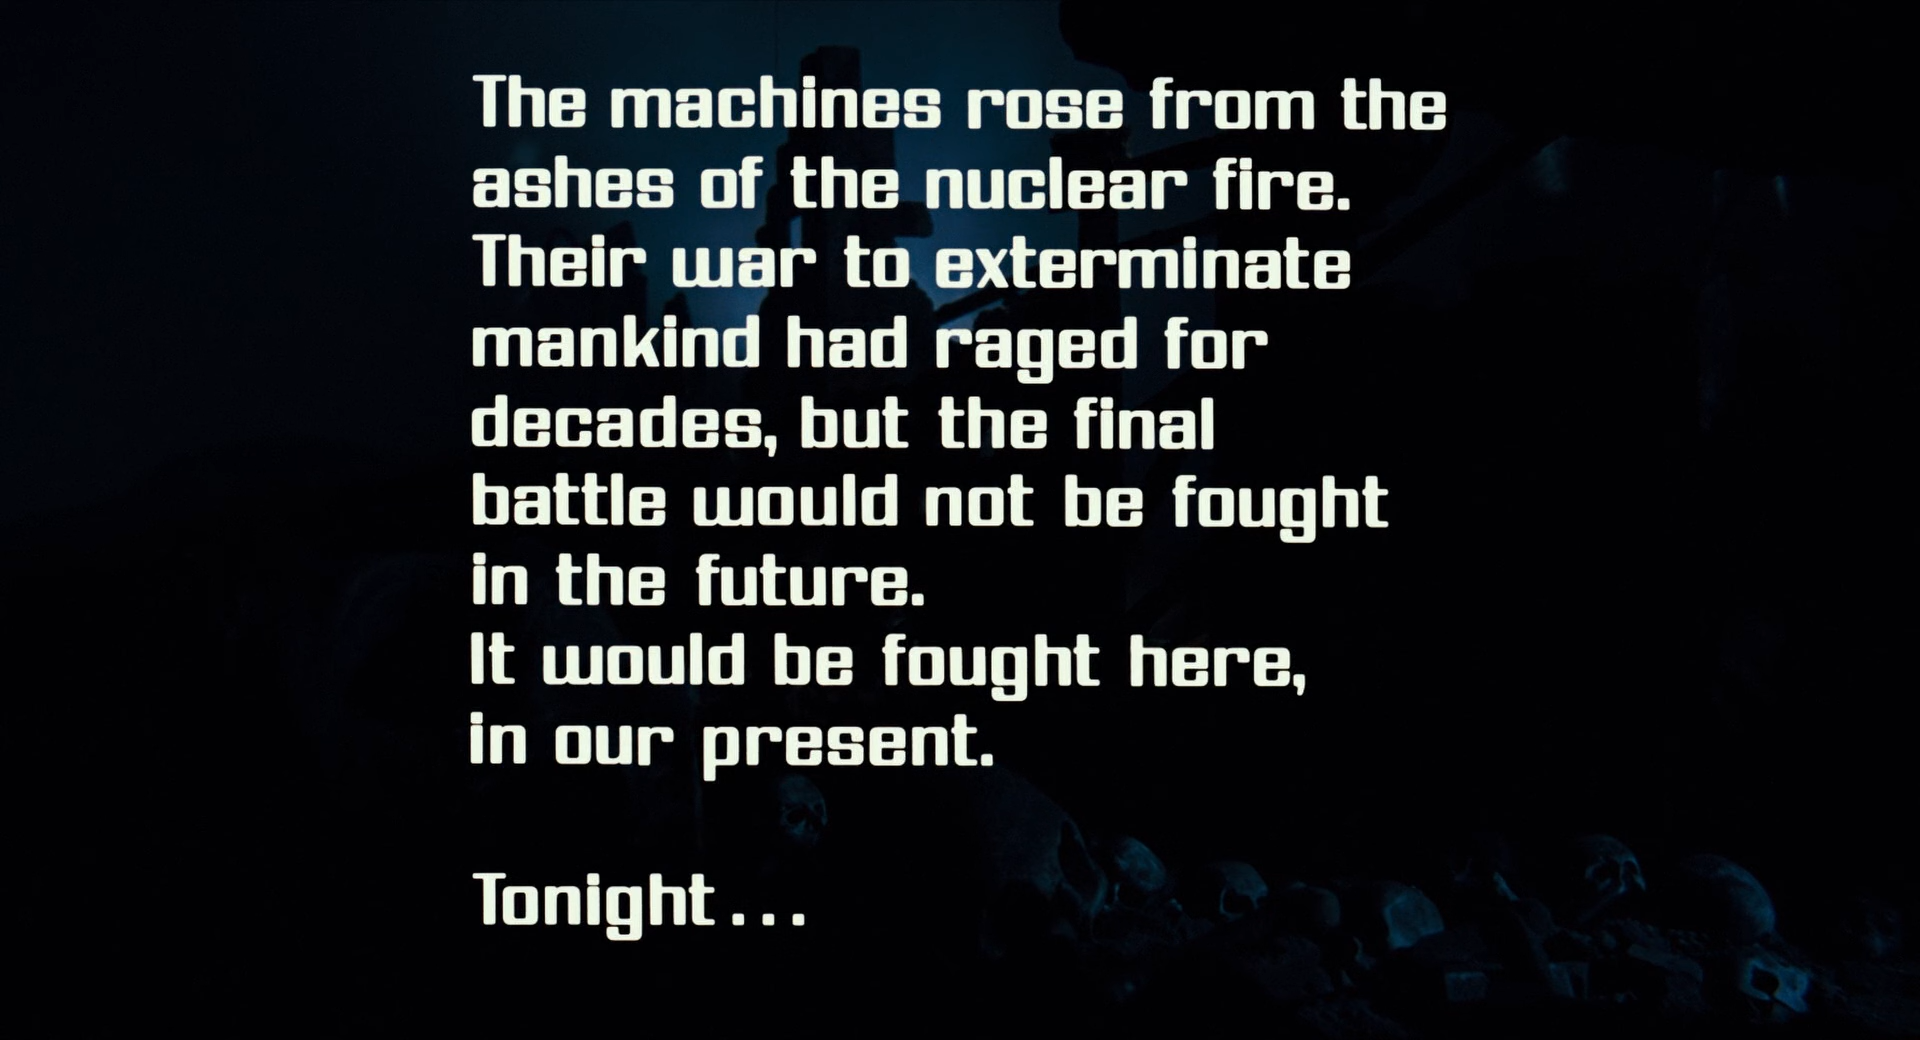 The machines rose from the
ashes of the nuclear fire.
Their war to exterminate
mankind had raged for
decades, but the final
battle would not be fought
in the future.
It would be fought here,
in our present.
Tonight...